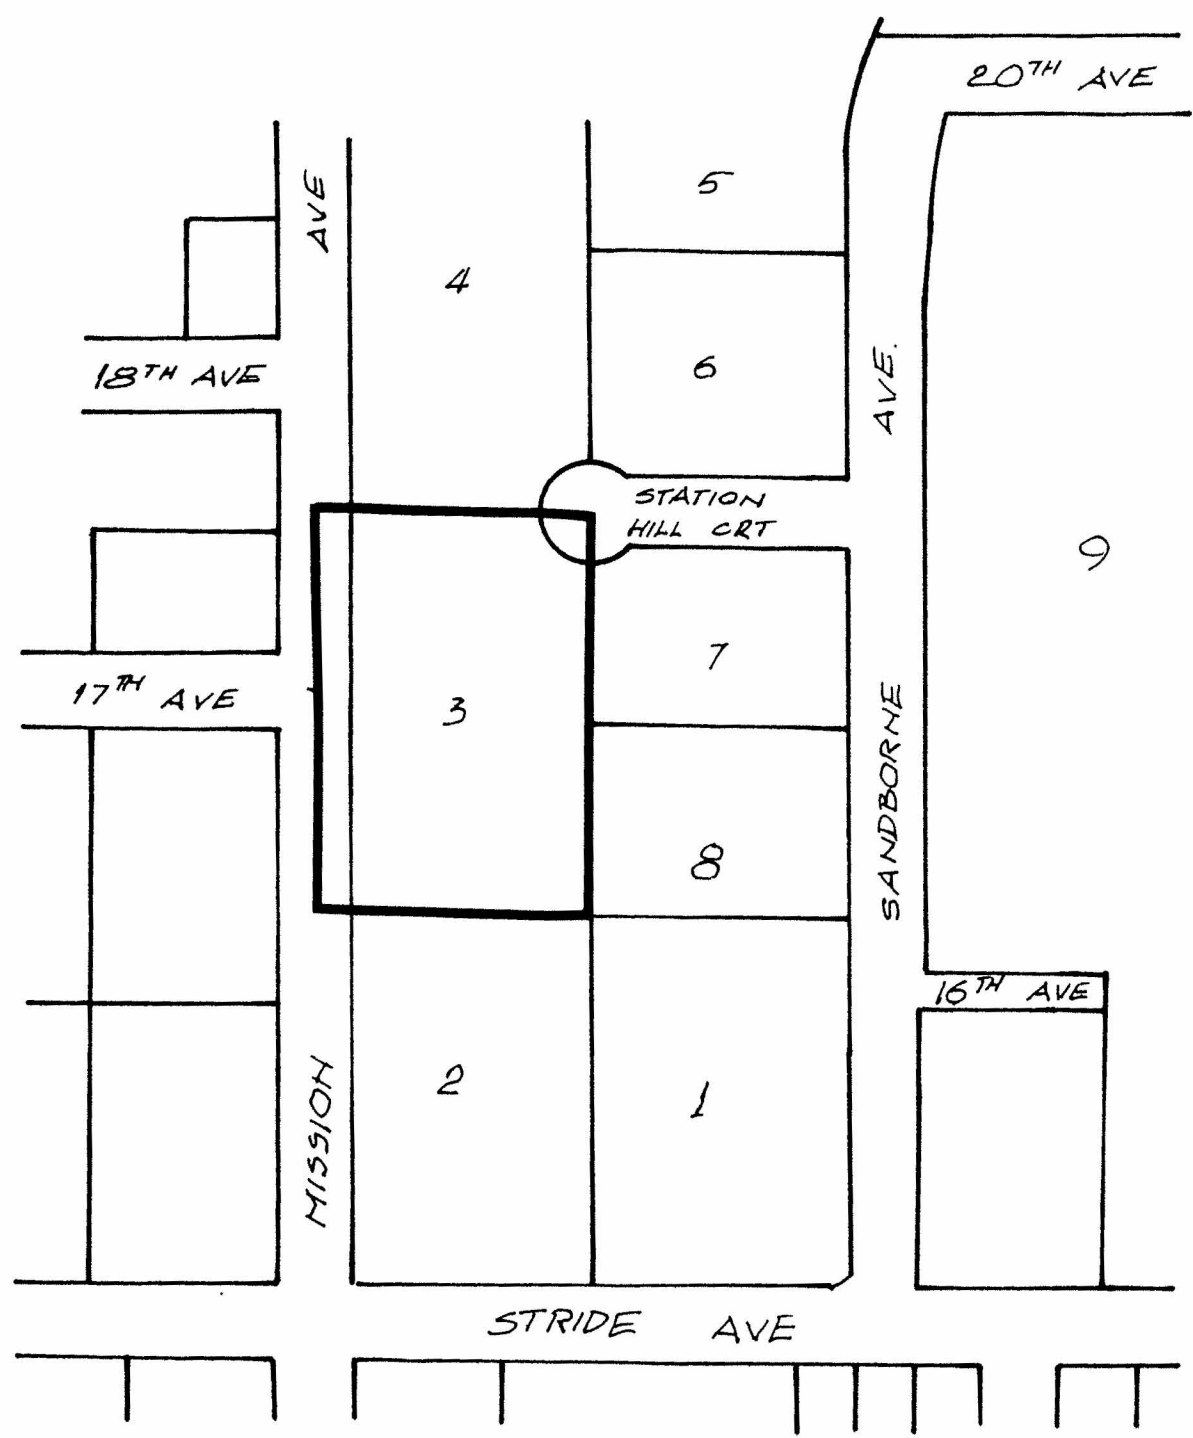 20TH AVE
5
AVE
4
6
18TH AVE
AVE.
STATION
HILL CRT
9
7
17TH AVE
3
SANDBORNE
8
16TH AVE
2
1
MISSION
STRIDE AVE